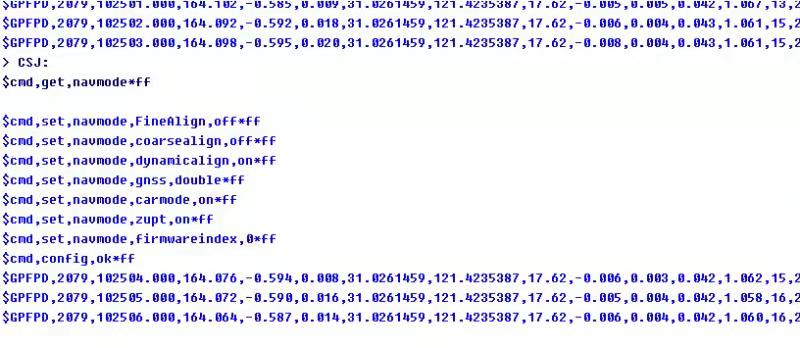 $GPFPD,2079,102501.000,164.102,-0.585,0.009,31.0261459,121.4235387,17.62,-0.005,0.005,0.042,1.067,13,2
$GPFPD,2079,102502.000,164.092,-0.592,0.018,31.0261459,121.4235387,17.62,-0.005,0.004,0.043,1.061,15,2
$GPFPD,2079,102503.000,164.098,-0.595,0.020,31.0261459,121.4235387,17.62,-0.008,0.004,0.043,1.061,15,2
> CSJ:
$cmd,get,navmode*ff
$cmd,set,navmode,FineAlign,off*ff
$cmd,set,navmode,coarsealign,off*ff
$cmd,set,navmode,dynamicalign,on*ff
$cmd,set,navmode,gnss,double*ff
$cmd,set,navmode,carmode,on*ff
$cmd,set,navmode,zupt,on*ff
$cmd,set,navmode,firmwareindex,0*ff
$cmd,config,ok*ff
$GPFPD,2079,102504.000,164.076,-0.594,0.008,31.0261459,121.4235387,17.62,-0.006,0.003,0.042,1.062,15,2
$GPFPD,2079,102505.000,164.072,-0.590,0.016,31.0261459,121.4235387,17.62,-0.005,0.004,0.042,1.058,16,2
$GPFPD,2079,102506.000,164.064,-0.587,0.014,31.0261459,121.4235387,17.62,-0.006,0.004,0.042,1.060,16,2